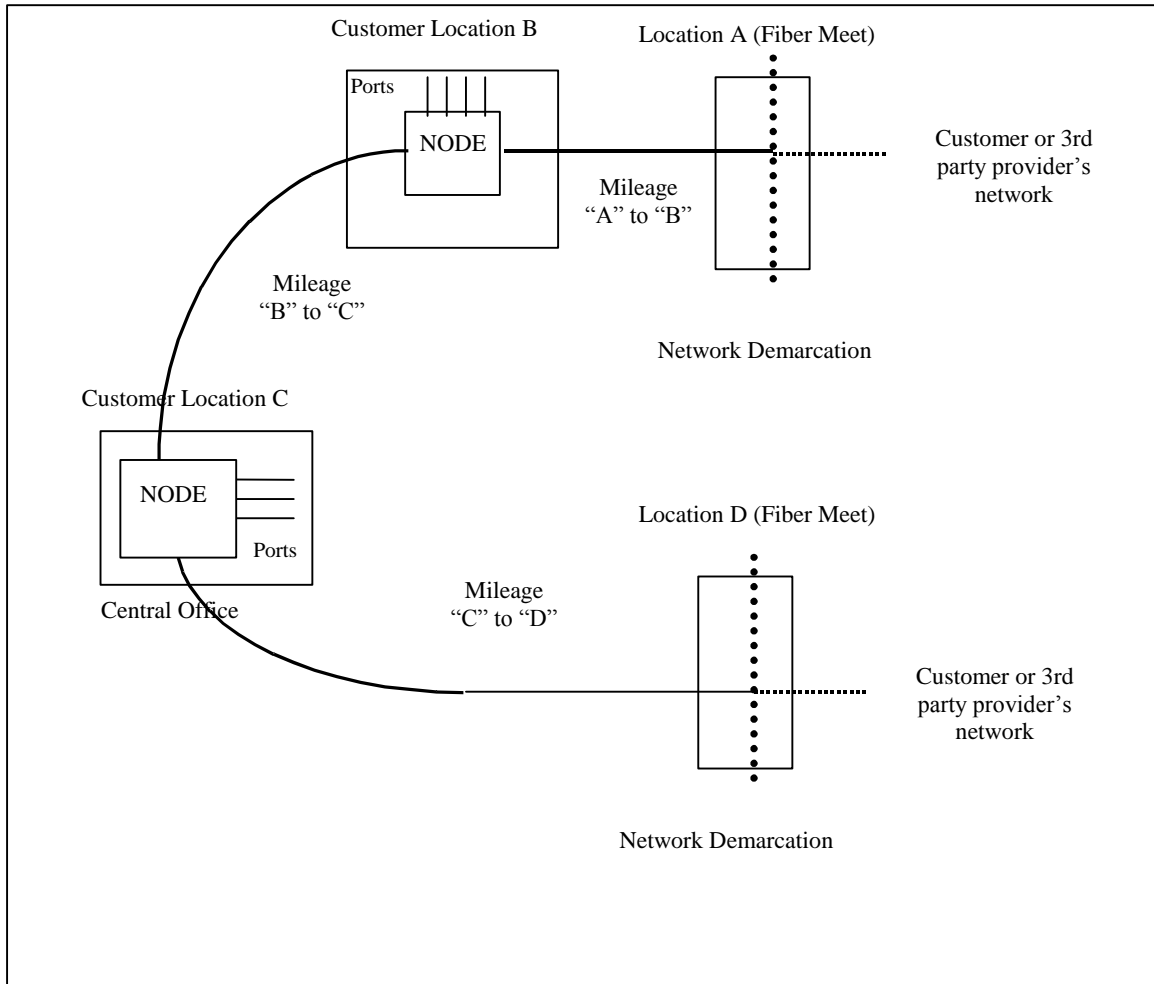 Customer Location B
Location A (Fiber Meet)
Ports
NODE
Customer or 3rd
party provider's
network
Mileage
“A” to “B”
Mileage
“B” to “C”
Network Demarcation
Customer Location C
NODE
Ports
Central Office
Location D (Fiber Meet)
Mileage
“C” to “D”
Customer or 3rd
party provider's
network
Network Demarcation